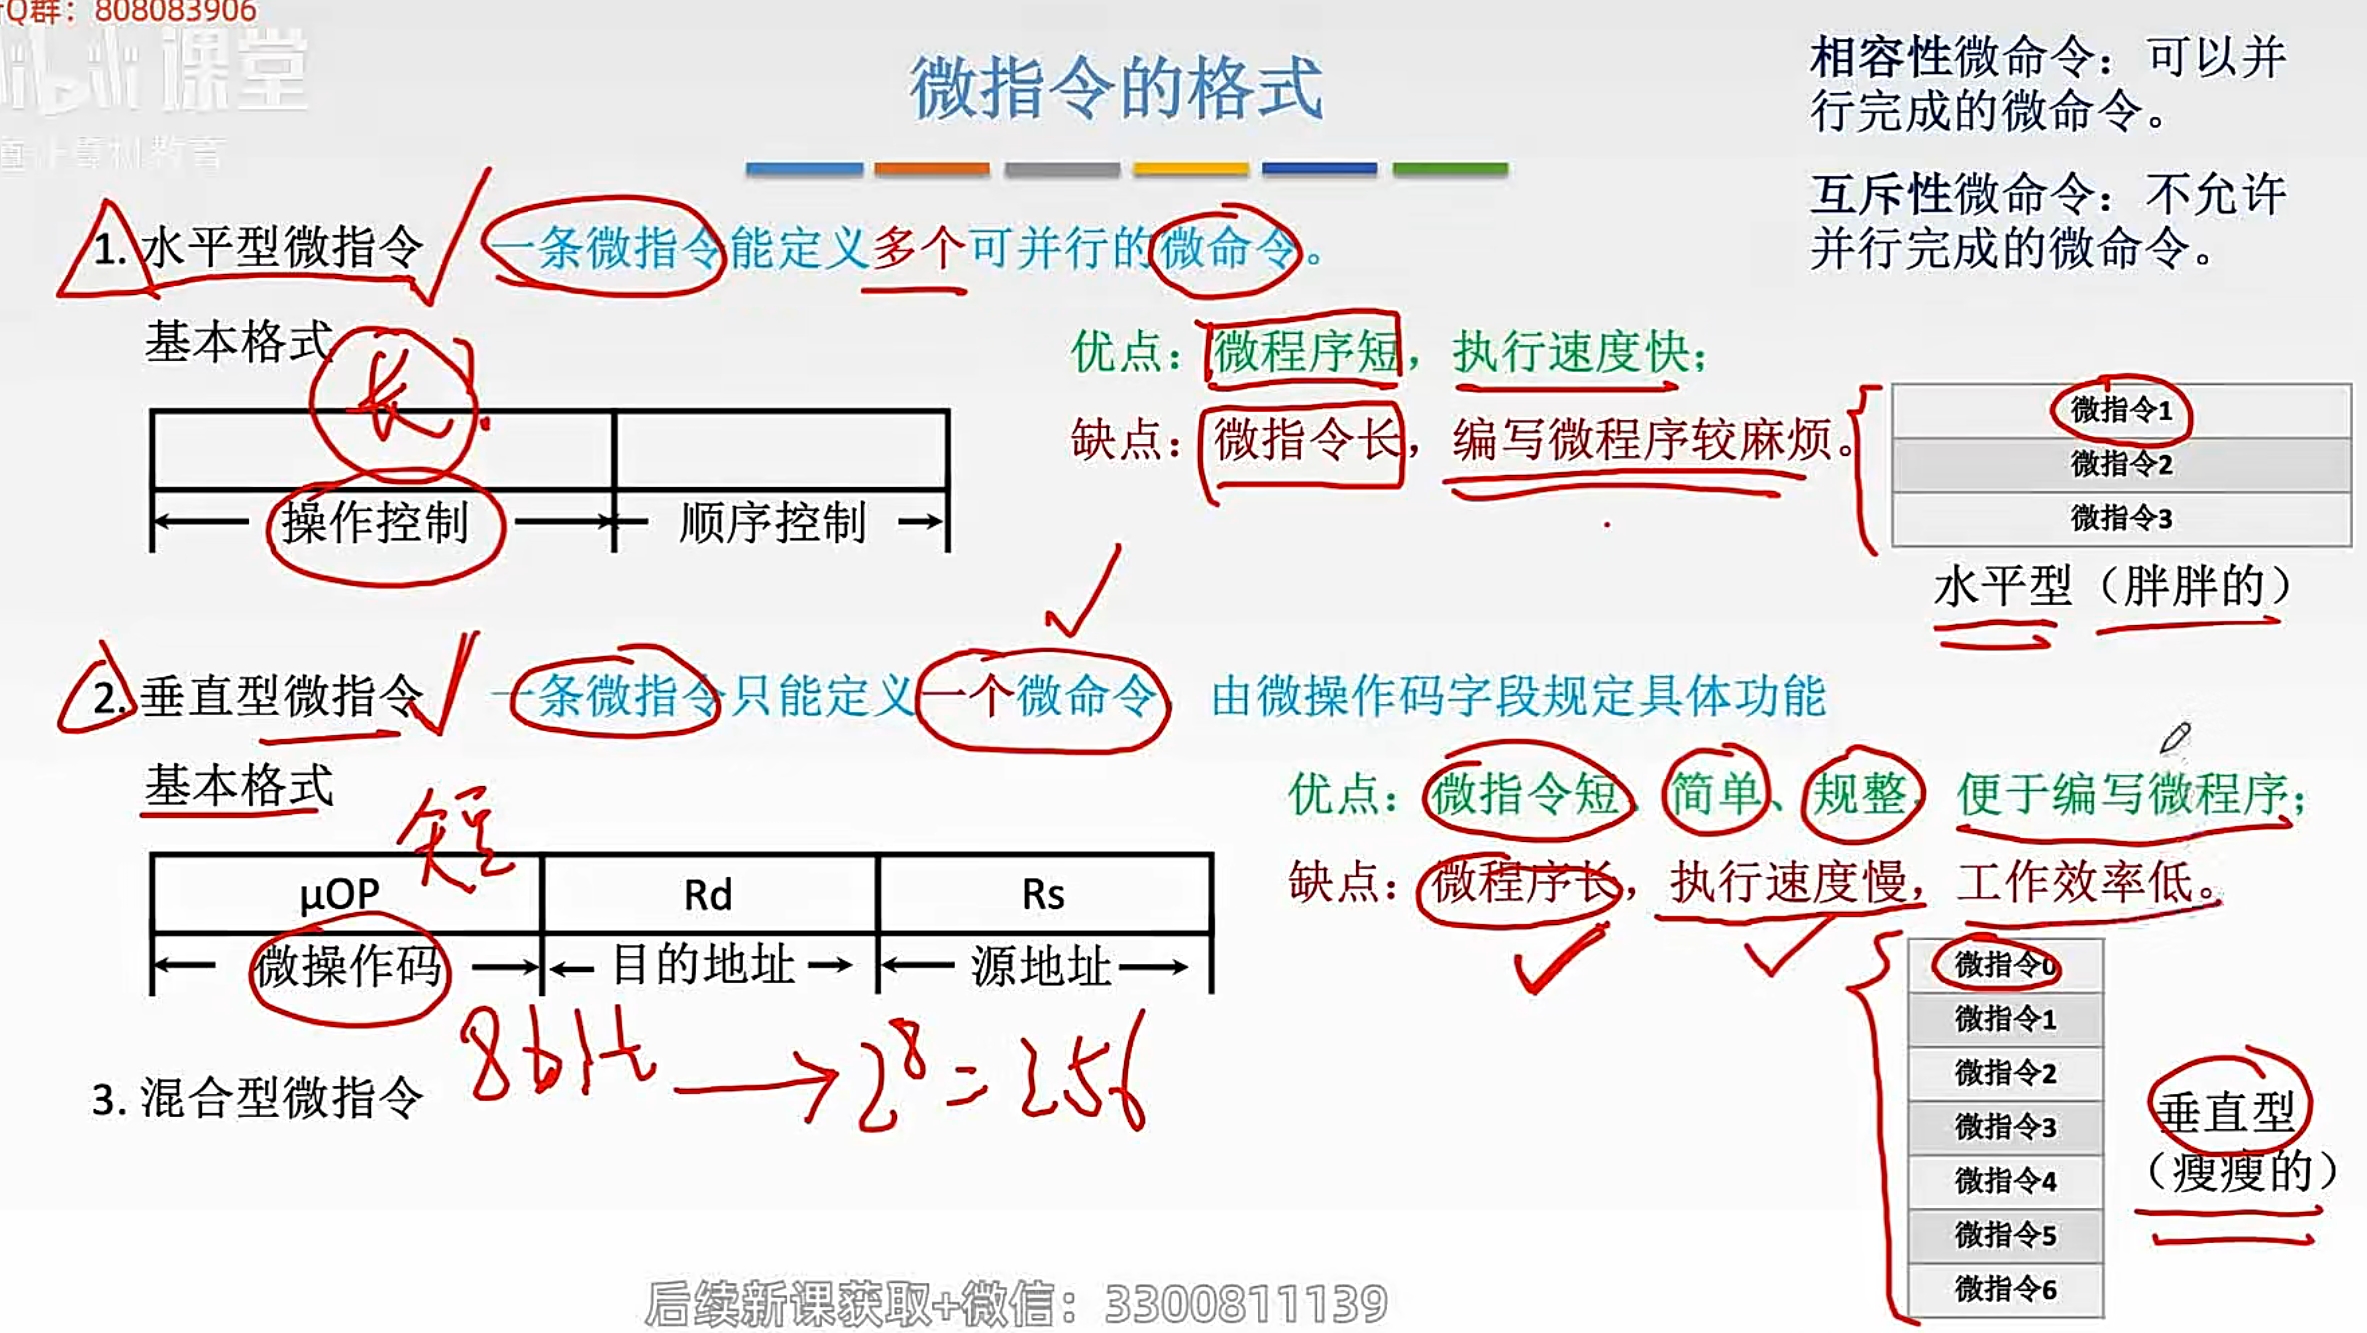 Q群：808083906
课堂
微指令的格式
相容性微命令：可以并
行完成的微命令。
互斥性微命令：不允许
并行完成的微命令。
1. 水平型微指令 一条微指令能定义多个可并行的微命令。
基本格式
长
操作控制 顺序控制
优点：微程序短，执行速度快；
缺点：微指令长，编写微程序较麻烦。
微指令1
微指令2
微指令3
水平型（胖胖的）
2. 垂直型微指令 一条微指令只能定义一个微命令 由微操作码字段规定具体功能
基本格式
短
μOP Rd Rs
微操作码 目的地址 源地址
优点：微指令短、简单、规整，便于编写微程序；
缺点：微程序长，执行速度慢，工作效率低。
8bit → 2^8 = 256
3. 混合型微指令
微指令0
微指令1
微指令2
微指令3
微指令4
微指令5
微指令6
垂直型
（瘦瘦的）
后续新课获取+微信：3300811139